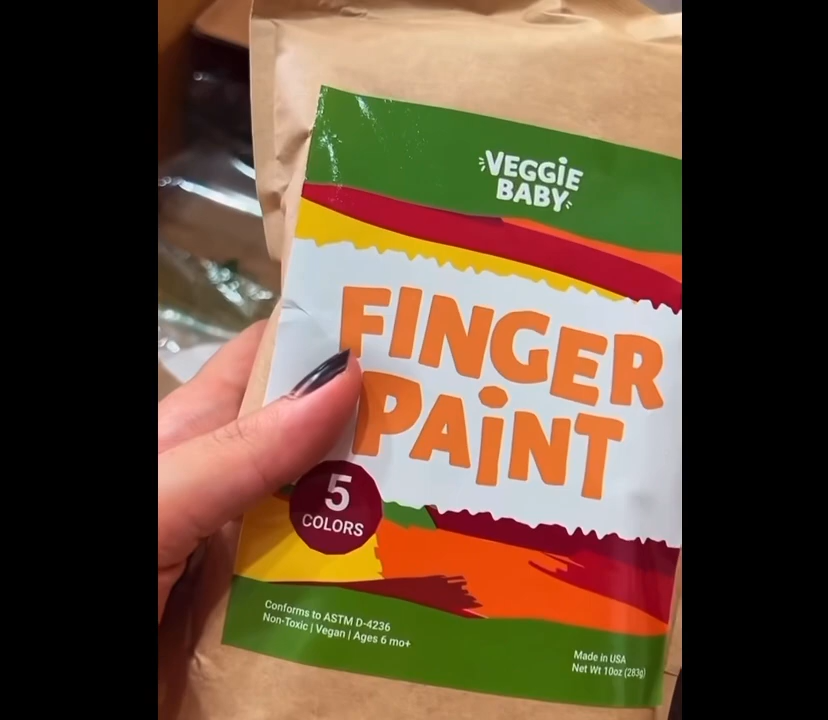 VEGGIE
BABY
FINGER
PAINT
5
COLORS
Conforms to ASTM D-4236
Non-Toxic | Vegan | Ages 6 mo+
Made in USA
Net Wt 10oz (283g)